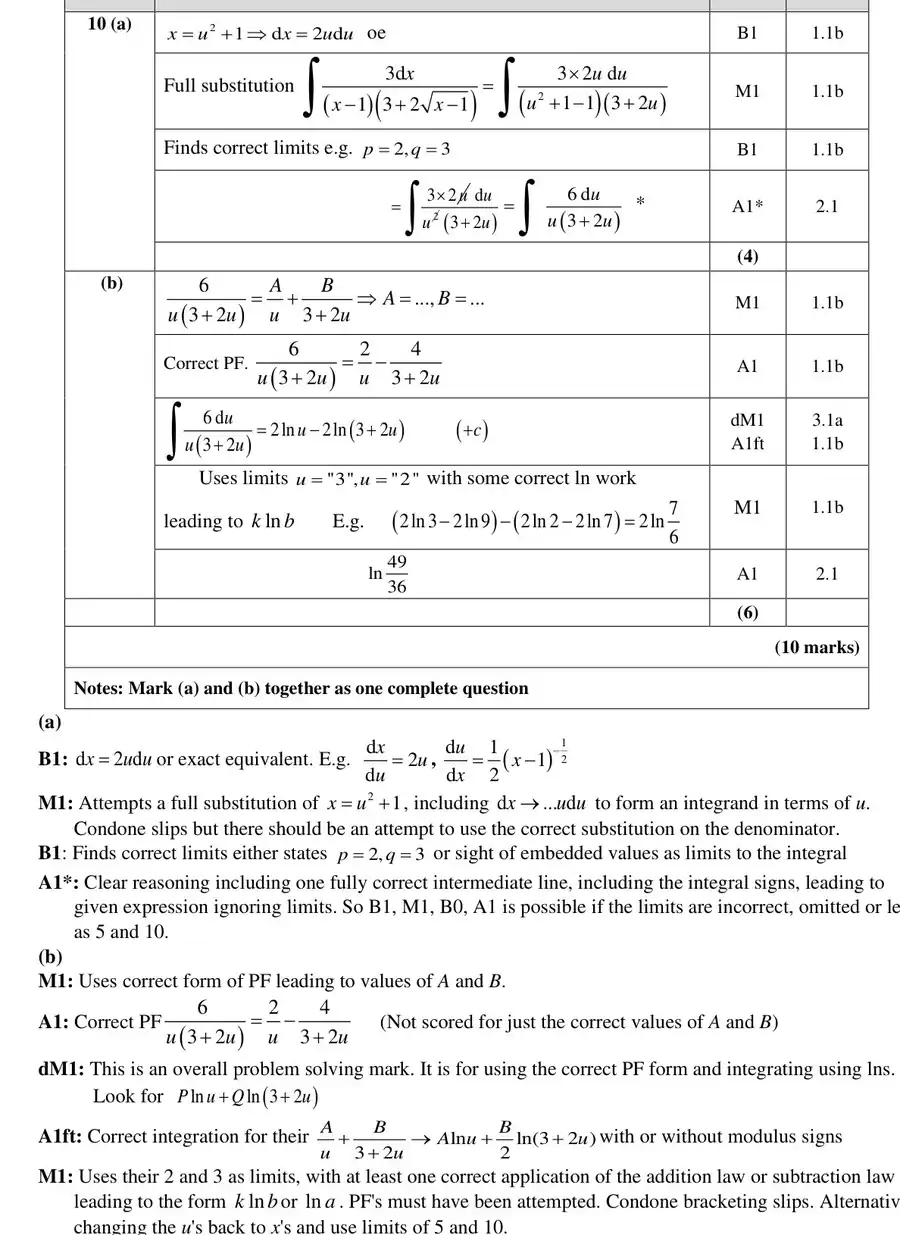 10 (a) x = u² + 1 ⇒ dx = 2udu oe B1 1.1b
Full substitution ∫ 3dx / ((x − 1)(3 + 2√(x − 1))) = ∫ 3 × 2u du / ((u² + 1 − 1)(3 + 2u)) M1 1.1b
Finds correct limits e.g. p = 2, q = 3 B1 1.1b
= ∫ 3 × 2u du / (u² (3 + 2u)) = ∫ 6 du / (u(3 + 2u)) * A1* 2.1
(4)
(b) 6 / (u(3 + 2u)) = A/u + B/(3 + 2u) ⇒ A = ..., B = ... M1 1.1b
Correct PF. 6 / (u(3 + 2u)) = 2/u − 4/(3 + 2u) A1 1.1b
∫ 6 du / (u(3 + 2u)) = 2 ln u − 2 ln(3 + 2u) (+c) dM1 A1ft 3.1a 1.1b
Uses limits u = "3", u = "2" with some correct ln work
leading to k ln b E.g. (2 ln 3 − 2 ln 9) − (2 ln 2 − 2 ln 7) = 2 ln 7/6 M1 1.1b
ln 49/36 A1 2.1
(6)
(10 marks)
Notes: Mark (a) and (b) together as one complete question
(a)
B1: dx = 2udu or exact equivalent. E.g. dx/du = 2u, du/dx = 1/2 (x − 1)^(−1/2)
M1: Attempts a full substitution of x = u² + 1, including dx → ...udu to form an integrand in terms of u.
Condone slips but there should be an attempt to use the correct substitution on the denominator.
B1: Finds correct limits either states p = 2, q = 3 or sight of embedded values as limits to the integral
A1*: Clear reasoning including one fully correct intermediate line, including the integral signs, leading to
given expression ignoring limits. So B1, M1, B0, A1 is possible if the limits are incorrect, omitted or le
as 5 and 10.
(b)
M1: Uses correct form of PF leading to values of A and B.
A1: Correct PF 6 / (u(3 + 2u)) = 2/u − 4/(3 + 2u) (Not scored for just the correct values of A and B)
dM1: This is an overall problem solving mark. It is for using the correct PF form and integrating using lns.
Look for P ln u + Q ln(3 + 2u)
A1ft: Correct integration for their A/u + B/(3 + 2u) → A ln u + B/2 ln(3 + 2u) with or without modulus signs
M1: Uses their 2 and 3 as limits, with at least one correct application of the addition law or subtraction law
leading to the form k ln b or ln a. PF's must have been attempted. Condone bracketing slips. Alternativ
changing the u's back to x's and use limits of 5 and 10.